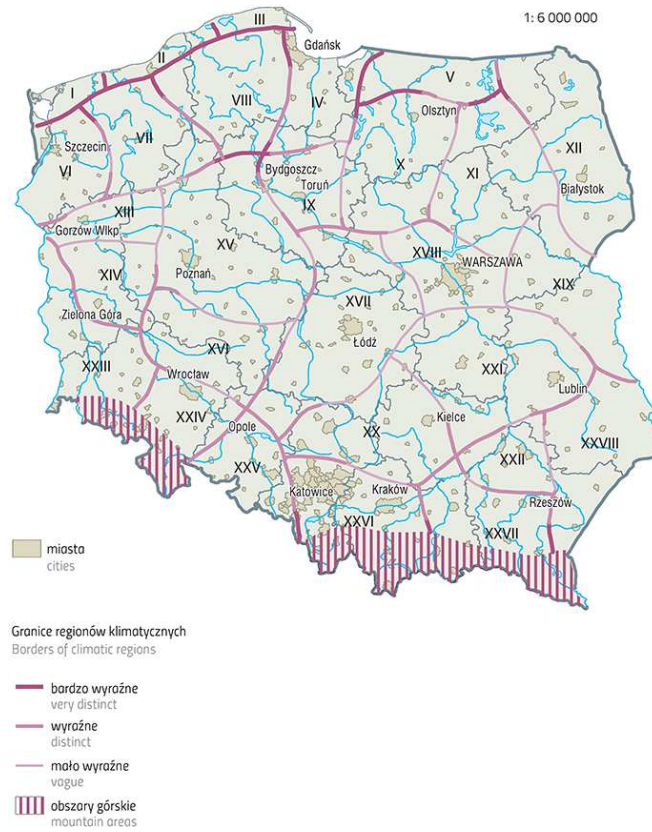 1: 6 000 000
III
Gdańsk
II
I
V
VIII
IV
Olsztyn
VII
Szczecin
XII
VI
Bydgoszcz
X
XI
Toruń
Białystok
IX
XIII
Gorzów Wlkp.
XV
XVIII
WARSZAWA
Poznań
XIV
XIX
XVII
Zielona Góra
Łódź
XVI
XXIII
XXI
Wrocław
Lublin
XXIV
Kielce
Opole
XX
XXVIII
XXII
XXV
Katowice
Kraków
Rzeszów
XXVI
XXVII
miasta
cities
Granice regionów klimatycznych
Borders of climatic regions
bardzo wyraźne
very distinct
wyraźne
distinct
mało wyraźne
vague
obszary górskie
mountain areas